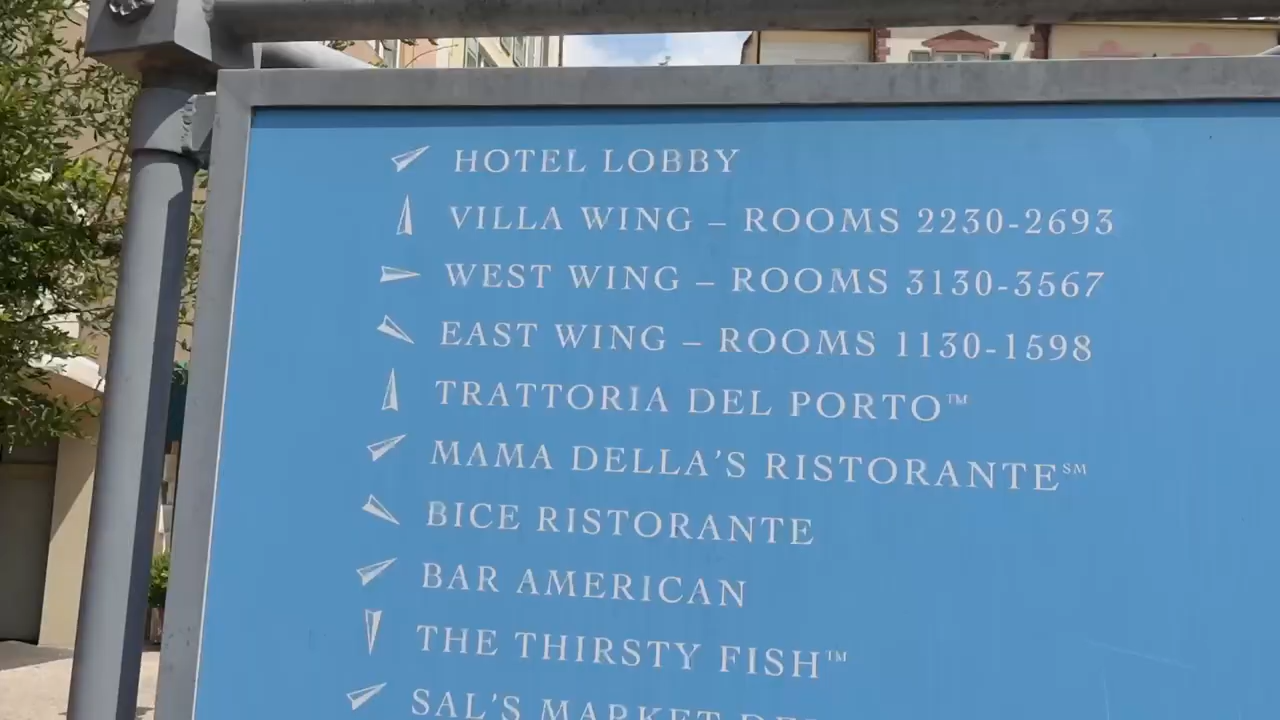 HOTEL LOBBY
VILLA WING – ROOMS 2230-2693
WEST WING – ROOMS 3130-3567
EAST WING – ROOMS 1130-1598
TRATTORIA DEL PORTO™
MAMA DELLA'S RISTORANTE℠
BICE RISTORANTE
BAR AMERICAN
THE THIRSTY FISH™
SAL'S MARKET